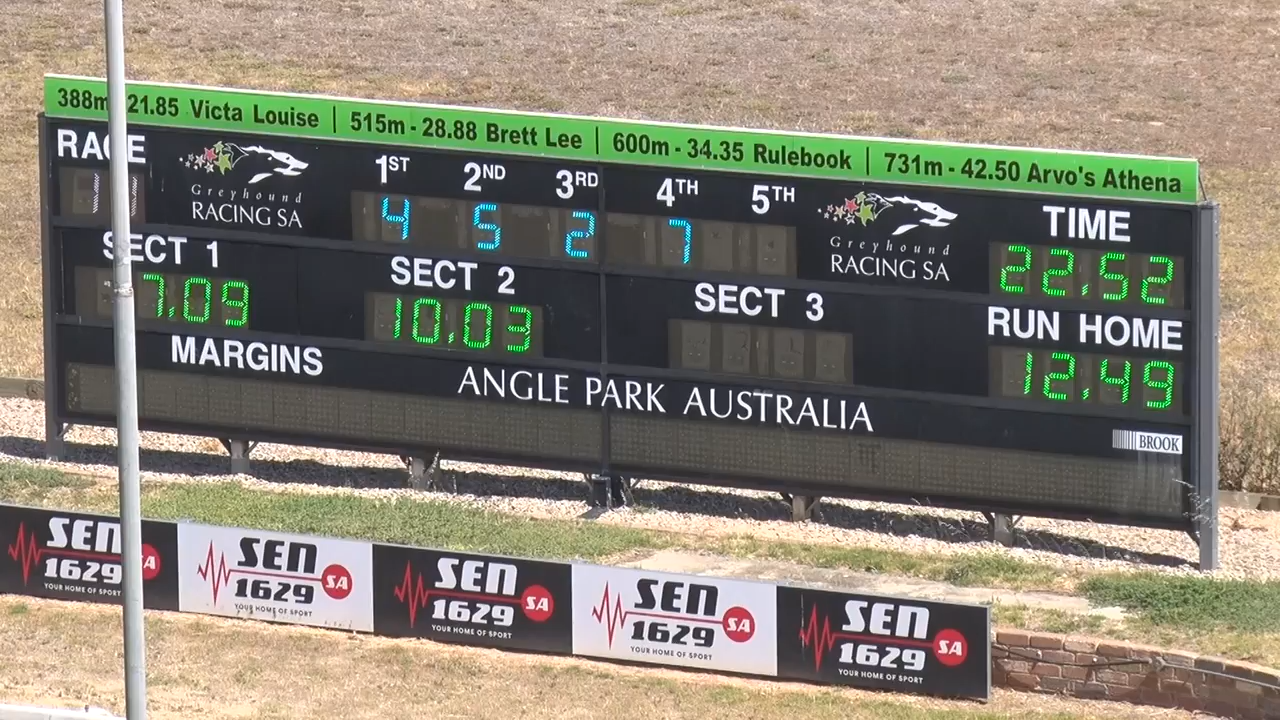 388m 21.85 Victa Louise | 515m - 28.88 Brett Lee | 600m - 34.35 Rulebook | 731m - 42.50 Arvo's Athena
RACE
11
Greyhound
RACING SA
1ST 2ND 3RD 4TH 5TH
4 5 2 7
Greyhound
RACING SA
TIME
22.52
SECT 1
7.09
SECT 2
10.03
SECT 3
RUN HOME
12.49
MARGINS
ANGLE PARK AUSTRALIA
BROOK
SEN
1629
SA
SEN
1629
SA
YOUR HOME OF SPORT
SEN
1629
SA
YOUR HOME OF SPORT
SEN
1629
SA
YOUR HOME OF SPORT
SEN
1629
SA
YOUR HOME OF SPORT